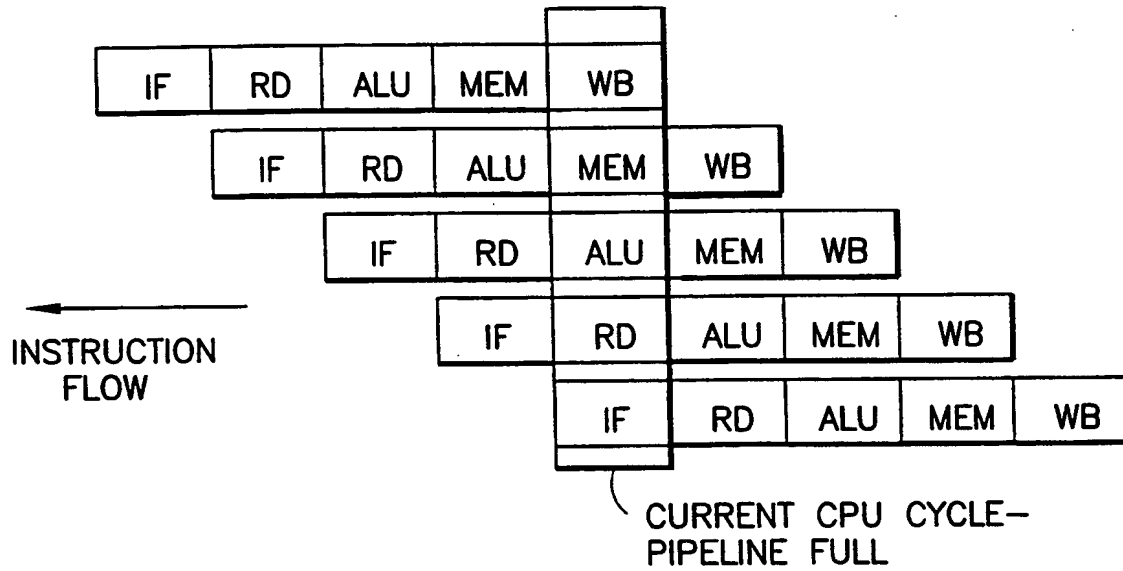 IF RD ALU MEM WB
IF RD ALU MEM WB
IF RD ALU MEM WB
INSTRUCTION
FLOW
IF RD ALU MEM WB
IF RD ALU MEM WB
CURRENT CPU CYCLE-
PIPELINE FULL